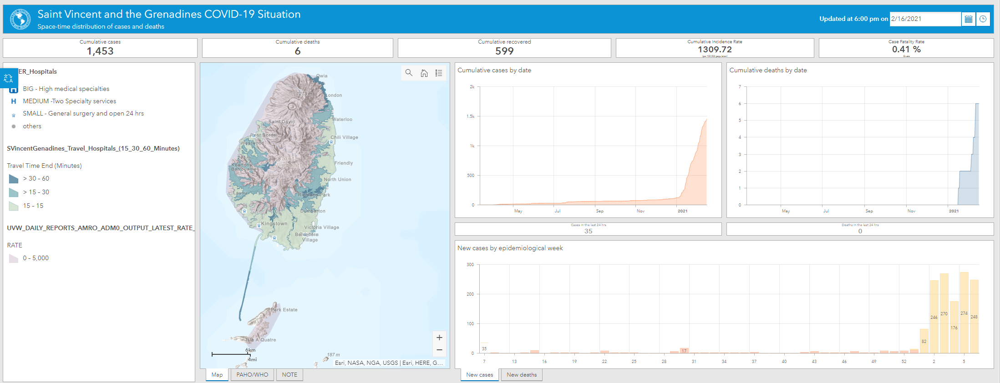 Saint Vincent and the Grenadines COVID-19 Situation
Space-time distribution of cases and deaths
Updated at 6:00 pm on 2/16/2021
Cumulative cases
1,453
Cumulative deaths
6
Cumulative recovered
599
Cumulative Incidence Rate
1309.72
(per 100 000 population)
Case Fatality Rate
0.41 %
Crude
ER_Hospitals
BIG - High medical specialties
MEDIUM -Two Specialty services
SMALL - General surgery and open 24 hrs
others
SVincentGenadines_Travel_Hospitals_(15_30_60_Minutes)
Travel Time End (Minutes)
> 30 – 60
> 15 – 30
15 – 15
UVW_DAILY_REPORTS_AMRO_ADM0_OUTPUT_LATEST_RATE_
RATE
0 – 5,000
Owia
1213 m
London
Waterloo
Saint David
Petit Bordel
Chili Village
Westwood
241 m
Saint
Vincent
Friendly
Keartons
Barrouallie
North Union
Layou
Richland Park
Dumbarton
Kingstown
Victoria Village
Belvedere
Village
Park Estate
Isla A Quatre
6km
4mi
187 m
Esri, NASA, NGA, USGS | Esri, HERE, G...
Map
PAHO/WHO
NOTE
Cumulative cases by date
2k
1.5k
1k
500
0
May
Jul
Sep
Nov
2021
Cumulative deaths by date
7
6
5
4
3
2
1
0
May
Jul
Sep
Nov
2021
Cases in the last 24 hrs
35
Deaths in the last 24 hrs
0
New cases by epidemiological week
300
200
100
0
35
17
82
246
270
176
274
248
7
13
16
19
22
25
28
31
34
37
40
43
46
49
52
2
5
New cases
New deaths